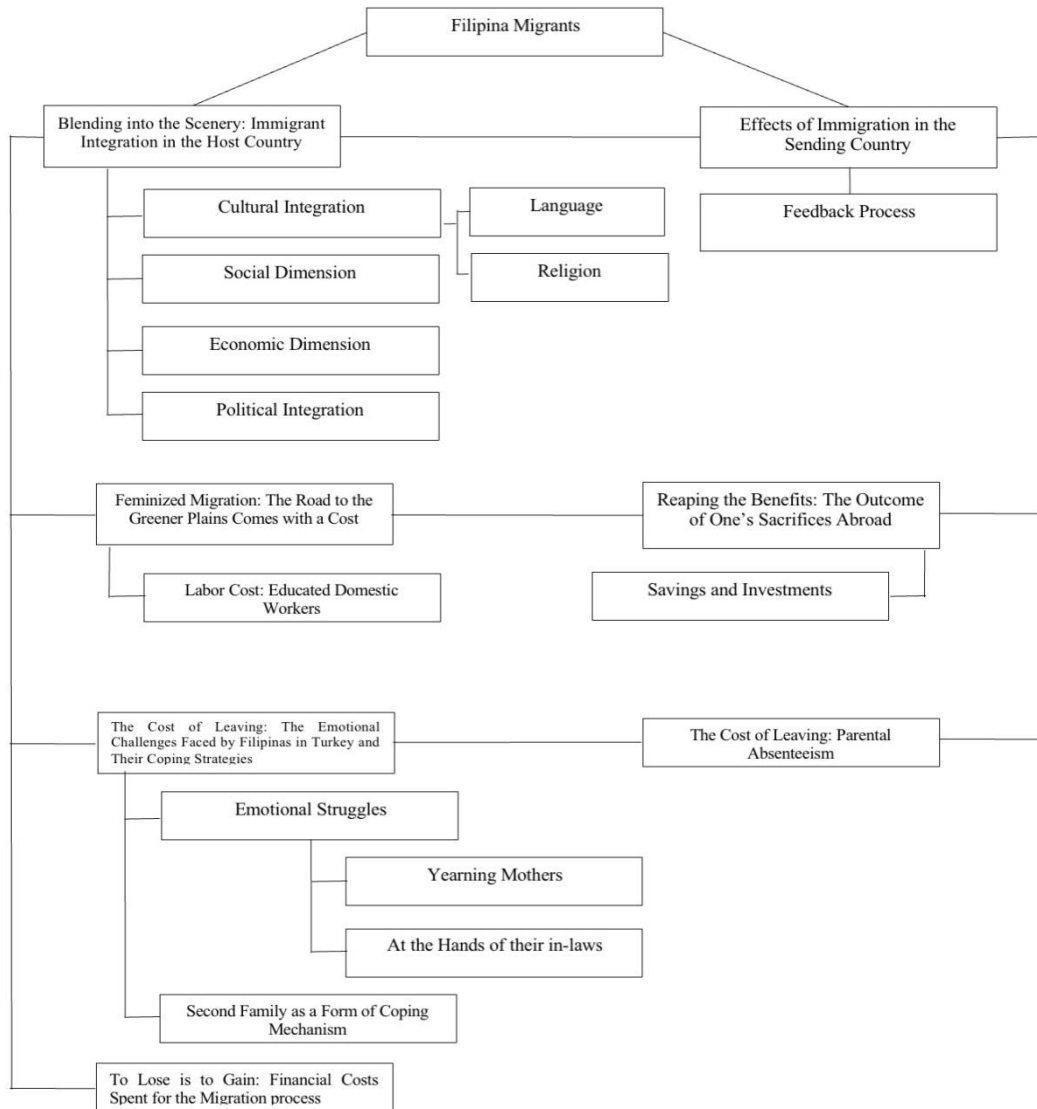 Filipina Migrants
Blending into the Scenery: Immigrant
Integration in the Host Country
Effects of Immigration in the
Sending Country
Cultural Integration
Language
Feedback Process
Religion
Social Dimension
Economic Dimension
Political Integration
Feminized Migration: The Road to the
Greener Plains Comes with a Cost
Reaping the Benefits: The Outcome
of One’s Sacrifices Abroad
Labor Cost: Educated Domestic
Workers
Savings and Investments
The Cost of Leaving: The Emotional
Challenges Faced by Filipinas in Turkey and
Their Coping Strategies
The Cost of Leaving: Parental
Absenteeism
Emotional Struggles
Yearning Mothers
At the Hands of their in-laws
Second Family as a Form of Coping
Mechanism
To Lose is to Gain: Financial Costs
Spent for the Migration process